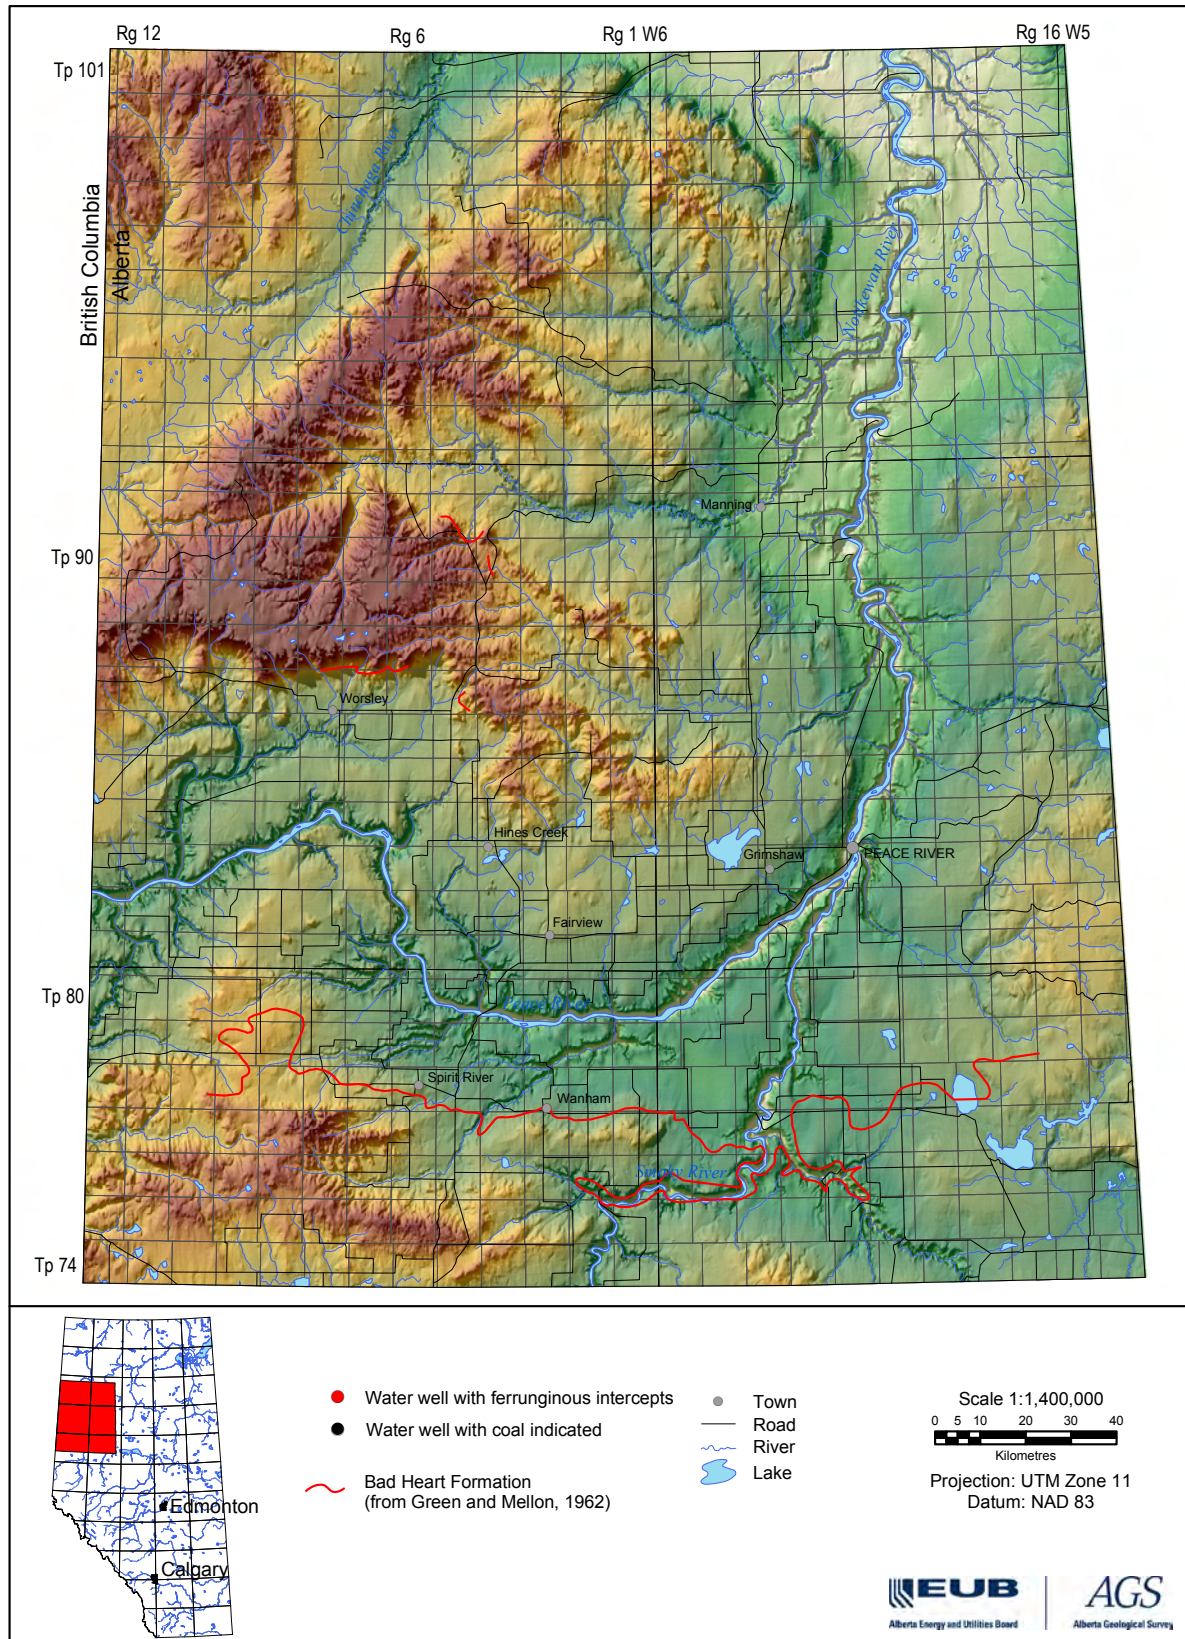 Rg 12
Rg 6
Rg 1 W6
Rg 16 W5
Tp 101
Chinchaga River
British Columbia
Alberta
Notikewan River
Manning
Tp 90
Worsley
Hines Creek
Grimshaw
PEACE RIVER
Fairview
Tp 80
Peace River
Spirit River
Wanham
Smoky River
Tp 74
Edmonton
Calgary
Water well with ferrunginous intercepts
Water well with coal indicated
Bad Heart Formation
(from Green and Mellon, 1962)
Town
Road
River
Lake
Scale 1:1,400,000
0 5 10 20 30 40
Kilometres
Projection: UTM Zone 11
Datum: NAD 83
EUB
Alberta Energy and Utilities Board
AGS
Alberta Geological Survey